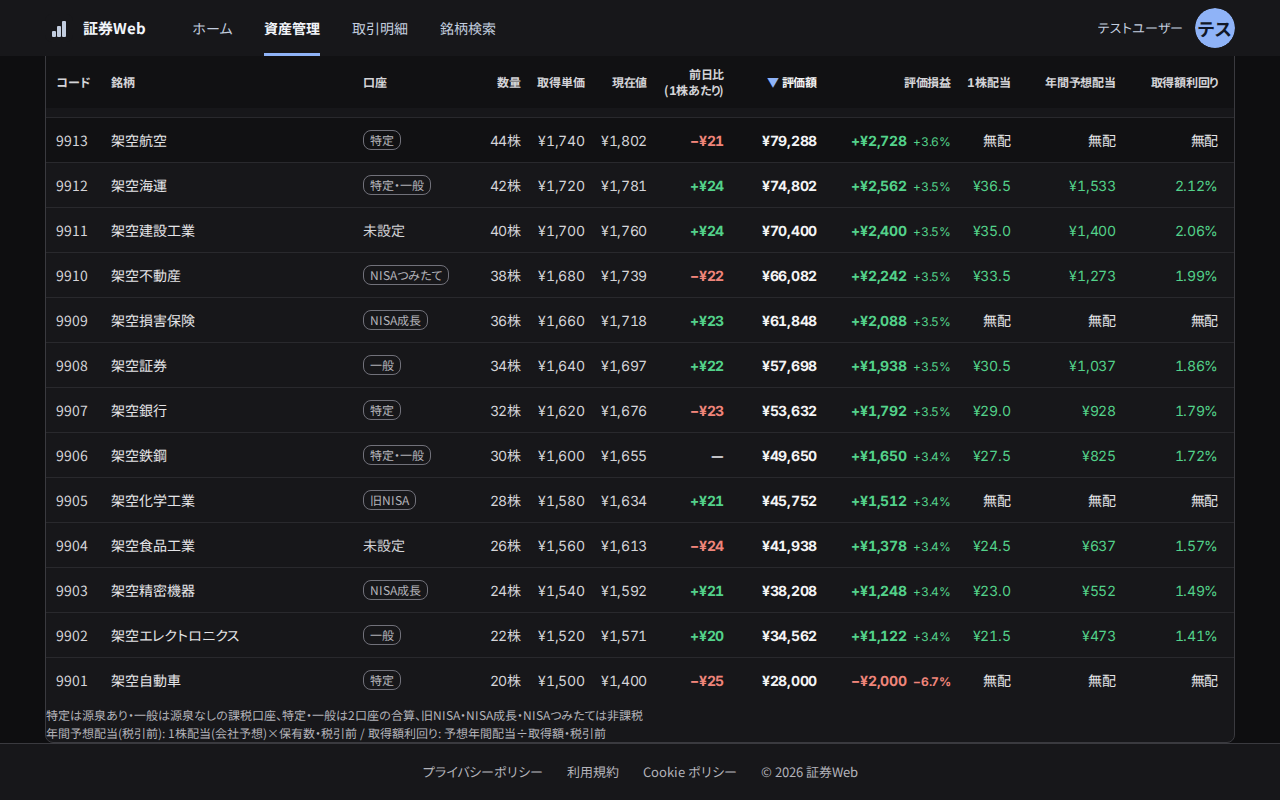 証券Web ホーム 資産管理 取引明細 銘柄検索 テストユーザー テス
コード 銘柄 口座 数量 取得単価 現在値 前日比 (1株あたり) ▼ 評価額 評価損益 1株配当 年間予想配当 取得額利回り
9913 架空航空 特定 44株 ¥1,740 ¥1,802 −¥21 ¥79,288 +¥2,728 +3.6% 無配 無配 無配
9912 架空海運 特定・一般 42株 ¥1,720 ¥1,781 +¥24 ¥74,802 +¥2,562 +3.5% ¥36.5 ¥1,533 2.12%
9911 架空建設工業 未設定 40株 ¥1,700 ¥1,760 +¥24 ¥70,400 +¥2,400 +3.5% ¥35.0 ¥1,400 2.06%
9910 架空不動産 NISAつみたて 38株 ¥1,680 ¥1,739 −¥22 ¥66,082 +¥2,242 +3.5% ¥33.5 ¥1,273 1.99%
9909 架空損害保険 NISA成長 36株 ¥1,660 ¥1,718 +¥23 ¥61,848 +¥2,088 +3.5% 無配 無配 無配
9908 架空証券 一般 34株 ¥1,640 ¥1,697 +¥22 ¥57,698 +¥1,938 +3.5% ¥30.5 ¥1,037 1.86%
9907 架空銀行 特定 32株 ¥1,620 ¥1,676 −¥23 ¥53,632 +¥1,792 +3.5% ¥29.0 ¥928 1.79%
9906 架空鉄鋼 特定・一般 30株 ¥1,600 ¥1,655 — ¥49,650 +¥1,650 +3.4% ¥27.5 ¥825 1.72%
9905 架空化学工業 旧NISA 28株 ¥1,580 ¥1,634 +¥21 ¥45,752 +¥1,512 +3.4% 無配 無配 無配
9904 架空食品工業 未設定 26株 ¥1,560 ¥1,613 −¥24 ¥41,938 +¥1,378 +3.4% ¥24.5 ¥637 1.57%
9903 架空精密機器 NISA成長 24株 ¥1,540 ¥1,592 +¥21 ¥38,208 +¥1,248 +3.4% ¥23.0 ¥552 1.49%
9902 架空エレクトロニクス 一般 22株 ¥1,520 ¥1,571 +¥20 ¥34,562 +¥1,122 +3.4% ¥21.5 ¥473 1.41%
9901 架空自動車 特定 20株 ¥1,500 ¥1,400 −¥25 ¥28,000 −¥2,000 −6.7% 無配 無配 無配
特定は源泉あり・一般は源泉なしの課税口座、特定・一般は2口座の合算、旧NISA・NISA成長・NISAつみたては非課税
年間予想配当(税引前): 1株配当(会社予想)×保有数・税引前 / 取得額利回り: 予想年間配当÷取得額・税引前
プライバシーポリシー 利用規約 Cookie ポリシー © 2026 証券Web